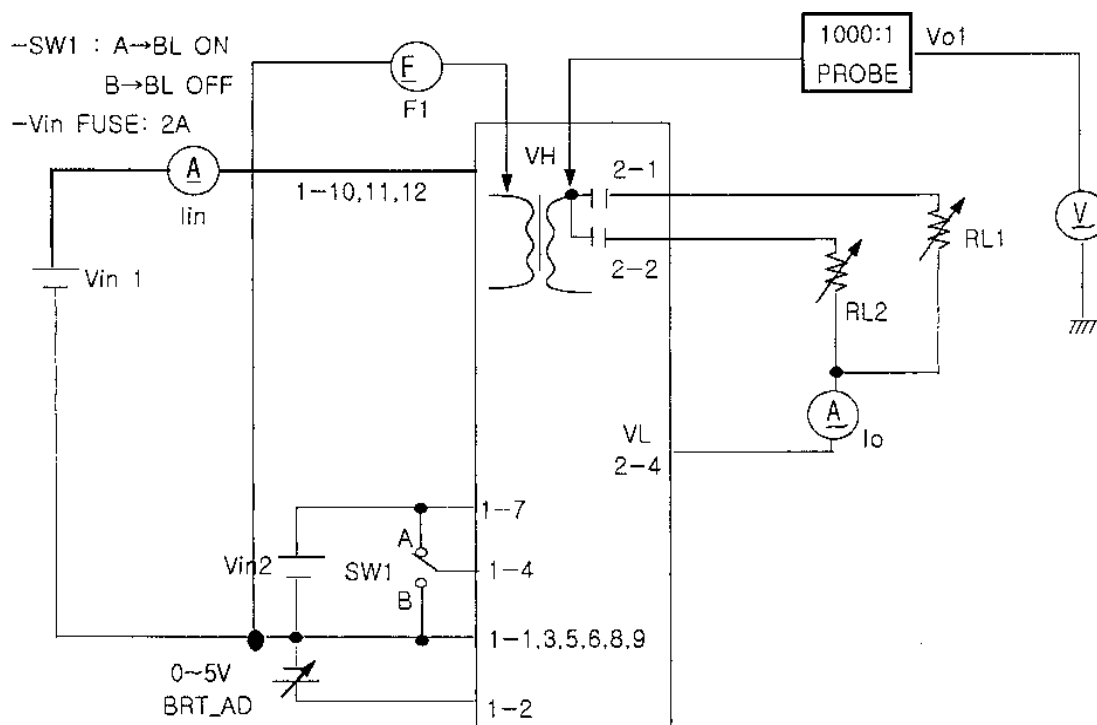 -SW1 : A→BL ON
B→BL OFF
-Vin FUSE: 2A
F
F1
1000:1
PROBE
Vo1
A
Iin
1-10,11,12
VH
2-1
2-2
RL1
RL2
V
Vin 1
A
Io
VL
2-4
1-7
Vin2
SW1
A
B
1-4
1-1,3,5,6,8,9
0~5V
BRT_AD
1-2